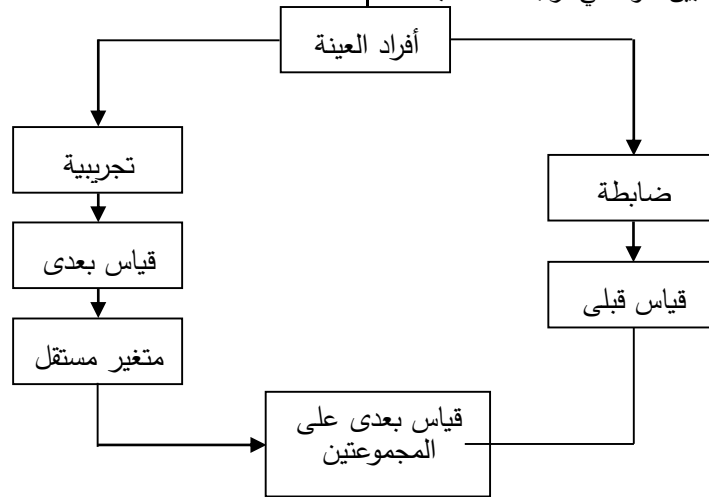 أفراد العينة
تجريبية
ضابطة
قياس بعدى
قياس قبلى
متغير مستقل
قياس بعدى على
المجموعتين